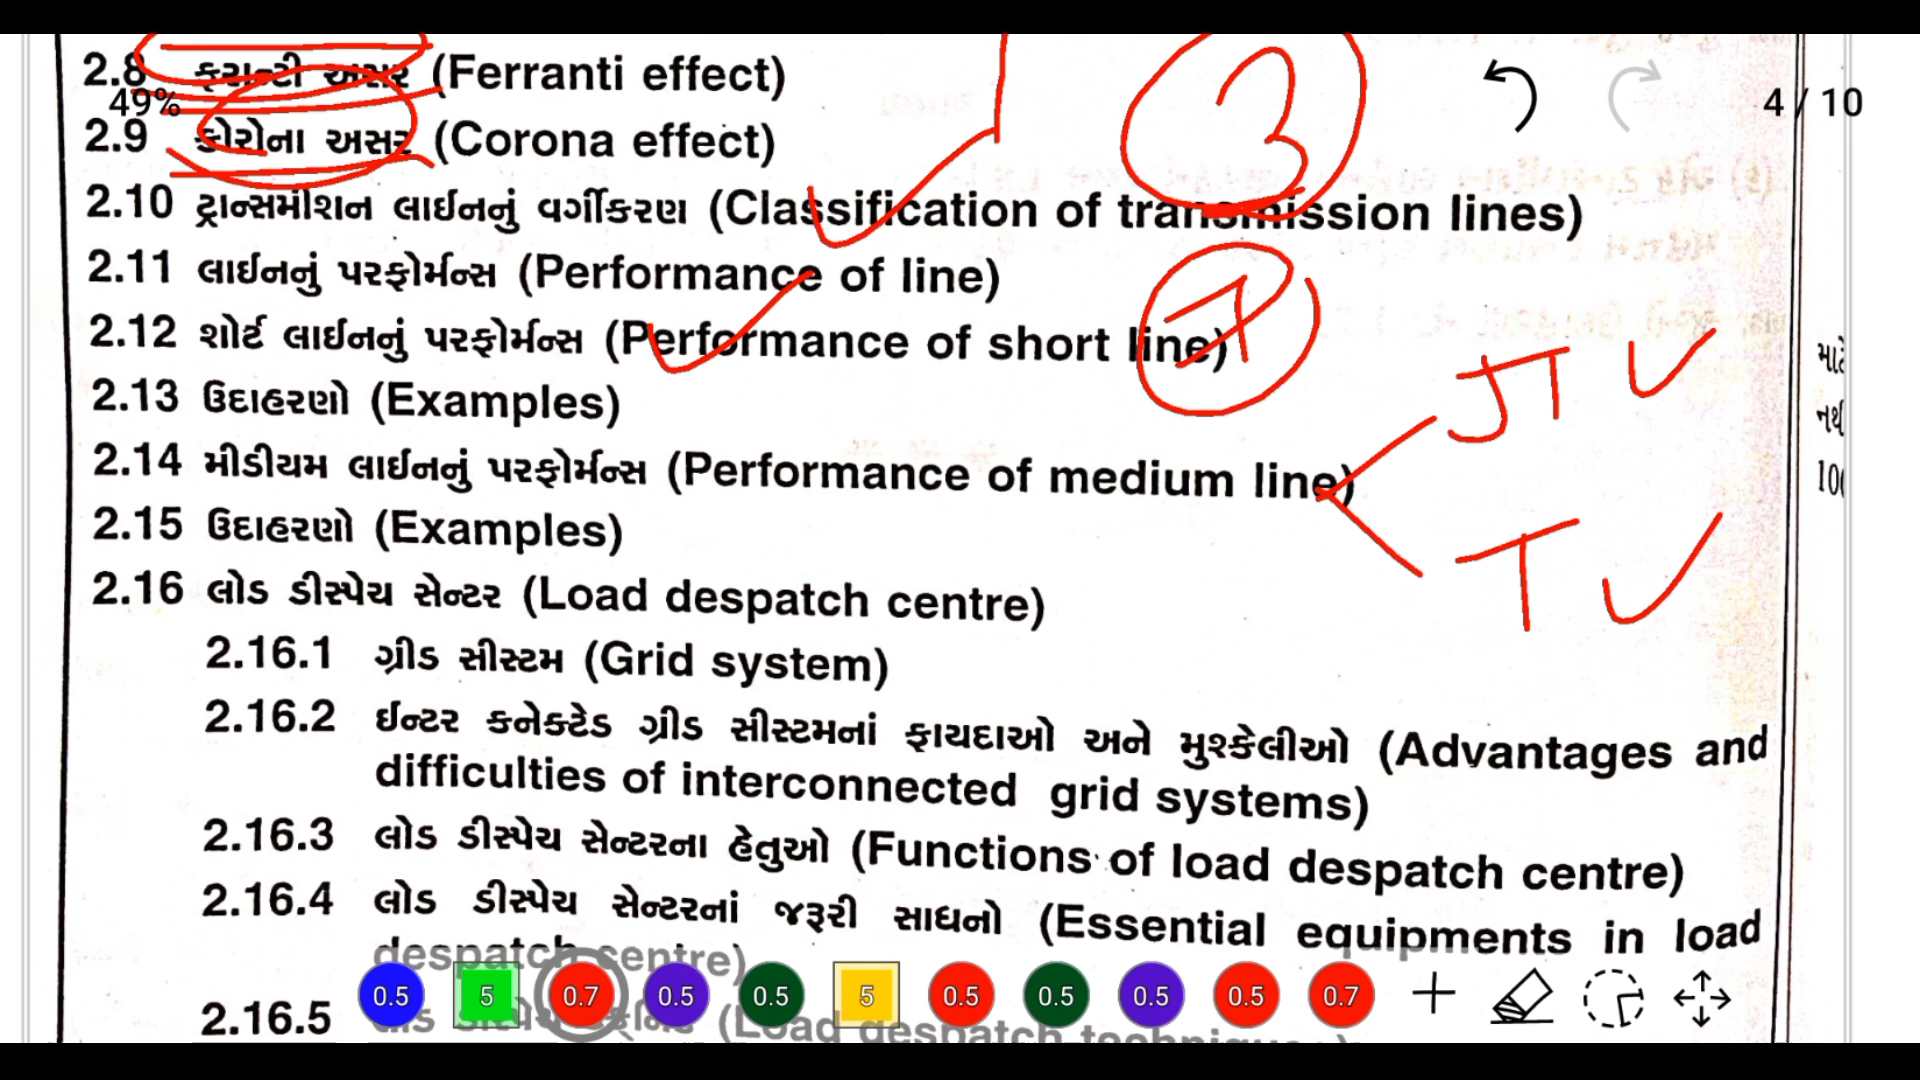 2.8 ફરાન્ટી અસર (Ferranti effect)
49%
4 / 10
2.9 કોરોના અસર (Corona effect)
3
2.10 ટ્રાન્સમીશન લાઈનનું વર્ગીકરણ (Classification of transmission lines)
2.11 લાઈનનું પરફોર્મન્સ (Performance of line)
2.12 શોર્ટ લાઈનનું પરફોર્મન્સ (Performance of short line)
7
2.13 ઉદાહરણો (Examples)
2.14 મીડીયમ લાઈનનું પરફોર્મન્સ (Performance of medium line)
T
2.15 ઉદાહરણો (Examples)
2.16 લોડ ડીસ્પેચ સેન્ટર (Load despatch centre)
2.16.1 ગ્રીડ સીસ્ટમ (Grid system)
2.16.2 ઈન્ટર કનેક્ટેડ ગ્રીડ સીસ્ટમનાં ફાયદાઓ અને મુશ્કેલીઓ (Advantages and
difficulties of interconnected grid systems)
2.16.3 લોડ ડીસ્પેચ સેન્ટરના હેતુઓ (Functions of load despatch centre)
2.16.4 લોડ ડીસ્પેચ સેન્ટરનાં જરૂરી સાધનો (Essential equipments in load
despatch centre)
0.5 5 0.7 0.5 0.5 5 0.5 0.5 0.5 0.5 0.7
2.16.5 (Load despatch techniques)